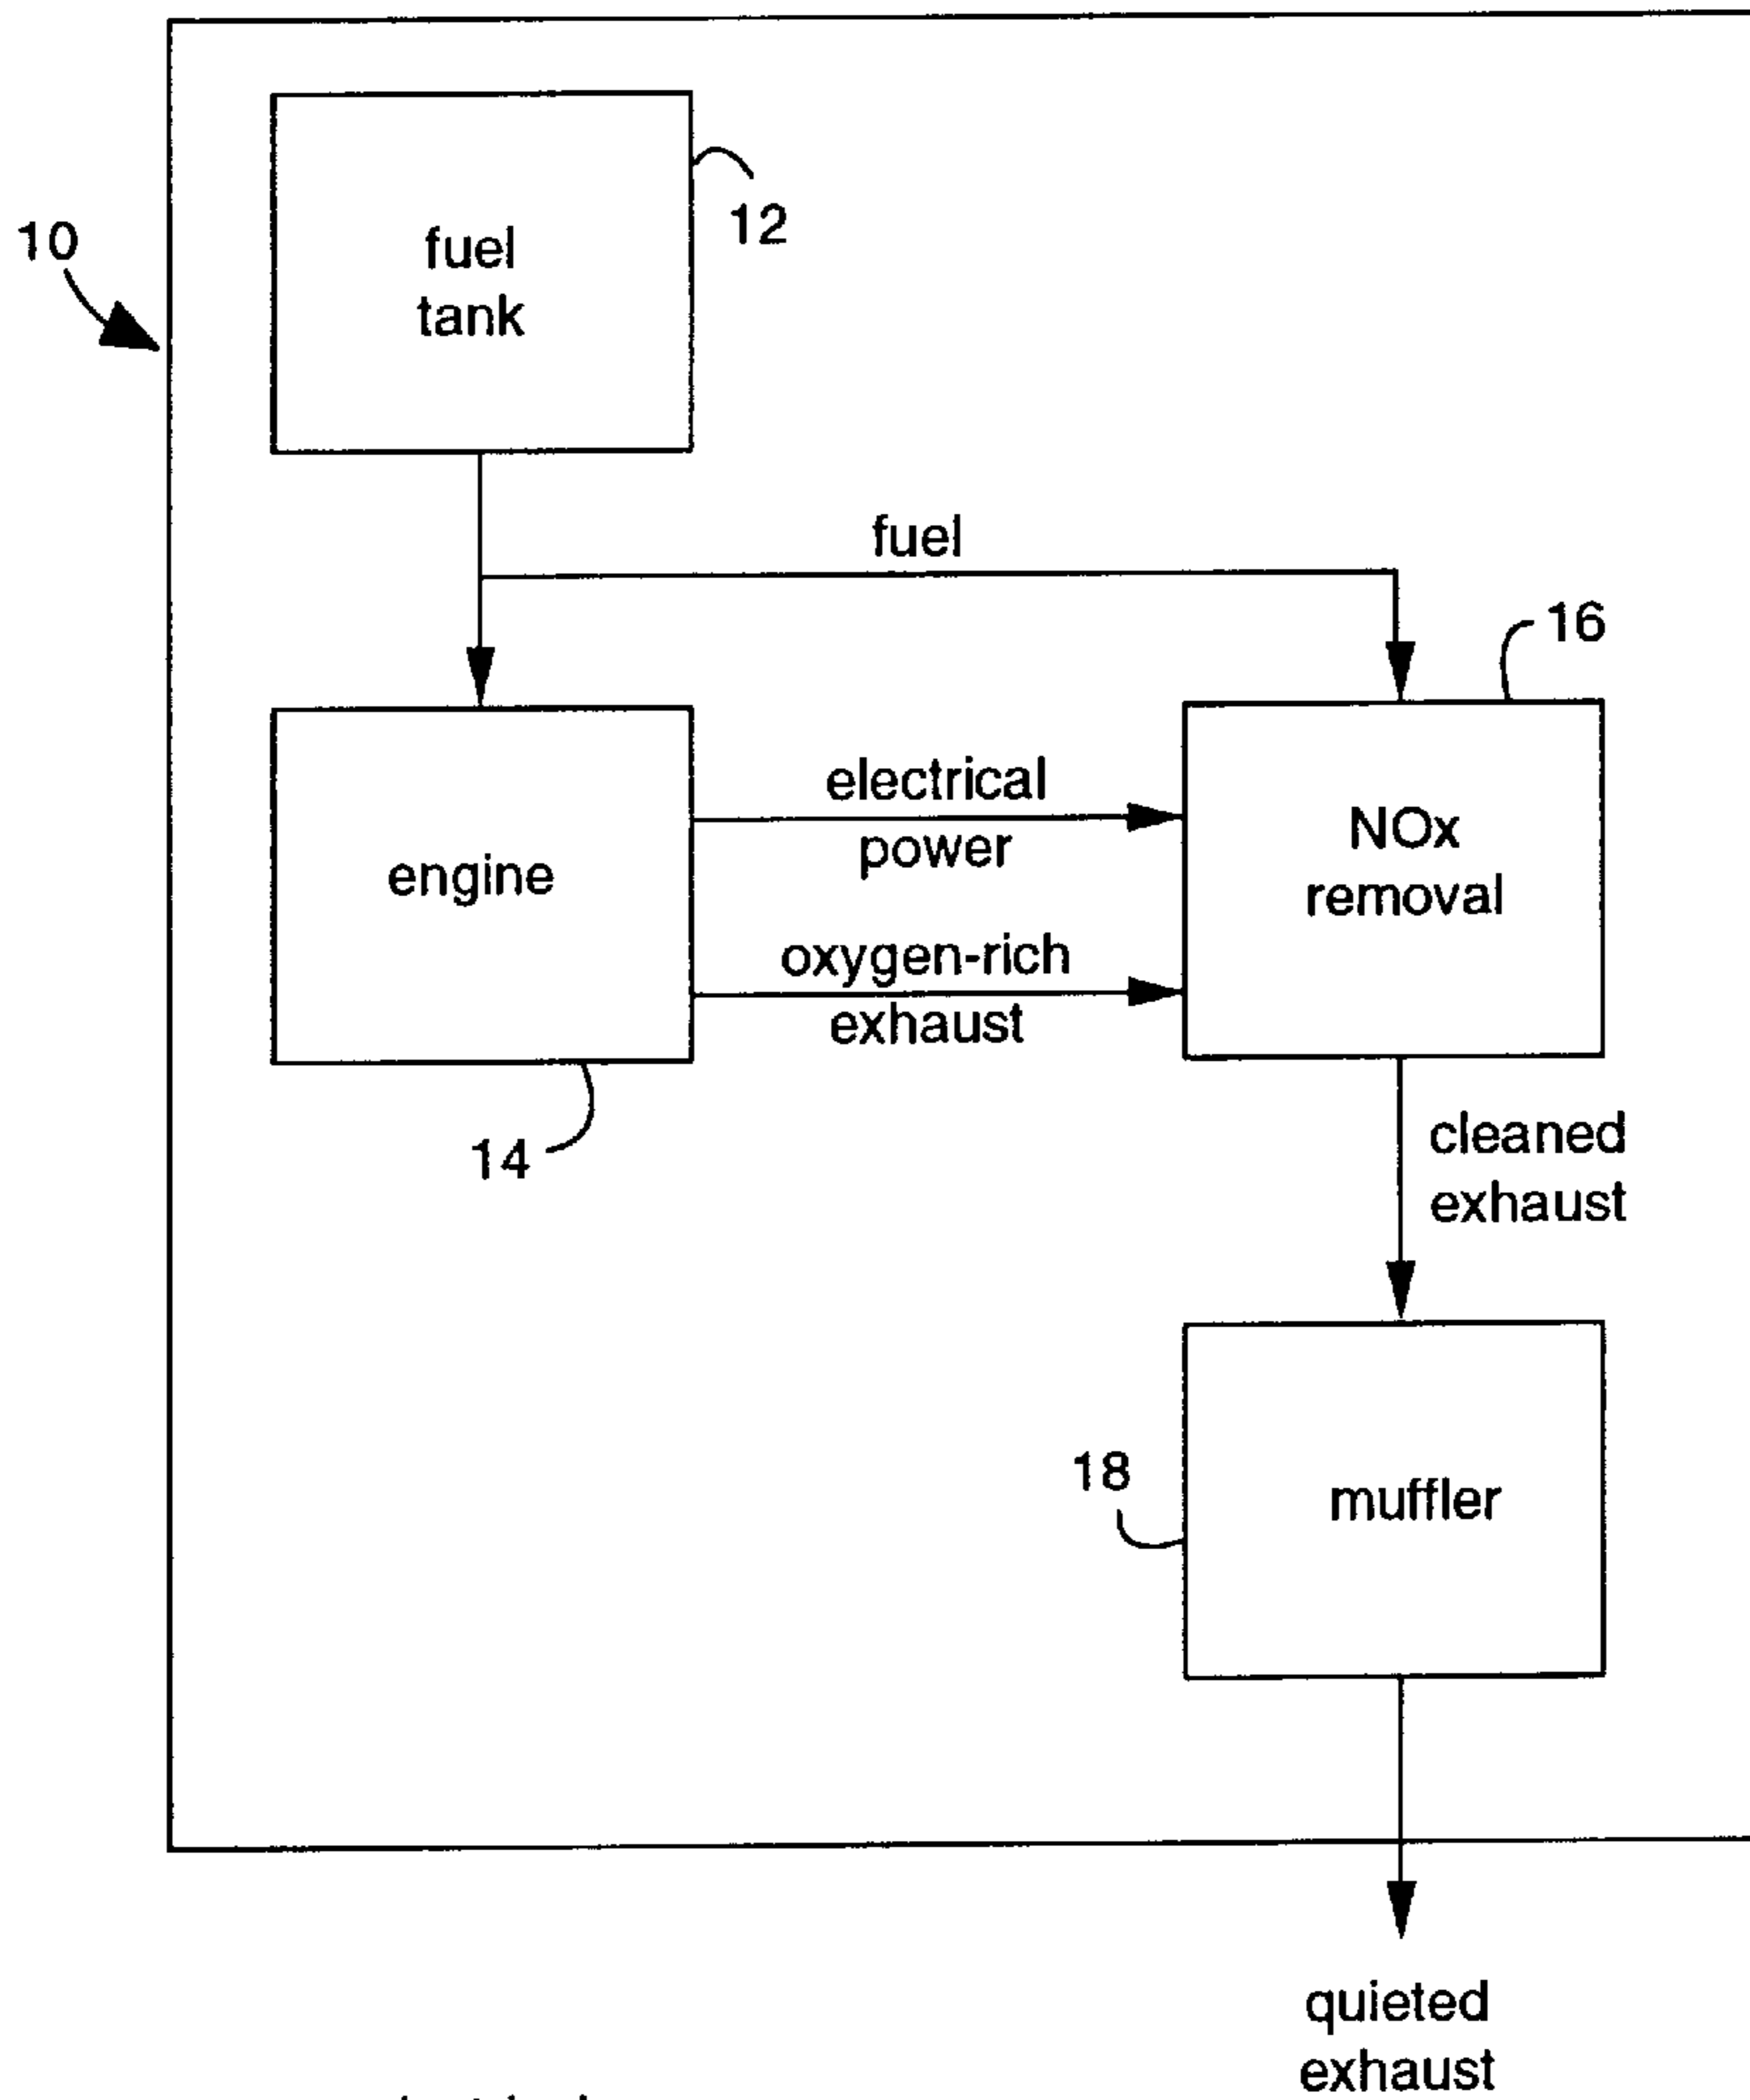 10
fuel
tank
12
fuel
16
engine
electrical
power
oxygen-rich
exhaust
NOx
removal
14
cleaned
exhaust
18
muffler
quieted
exhaust